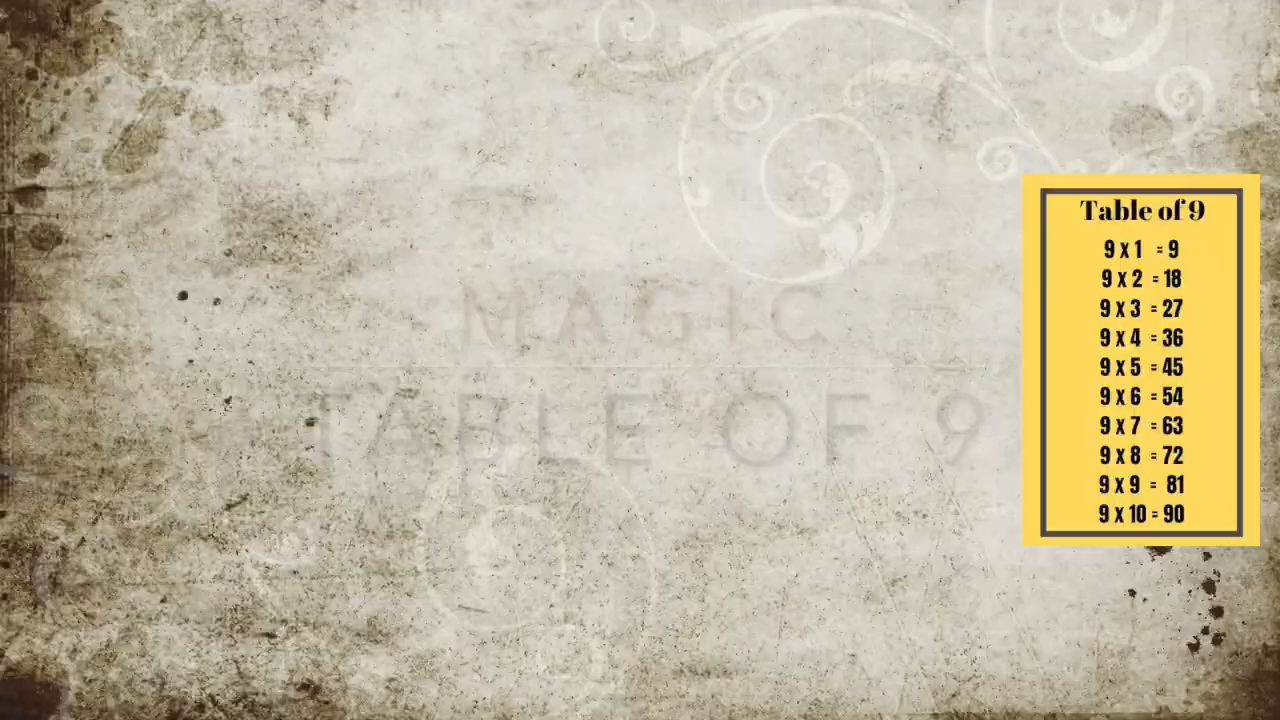 MAGIC
TABLE OF 9
Table of 9
9 x 1 = 9
9 x 2 = 18
9 x 3 = 27
9 x 4 = 36
9 x 5 = 45
9 x 6 = 54
9 x 7 = 63
9 x 8 = 72
9 x 9 = 81
9 x 10 = 90